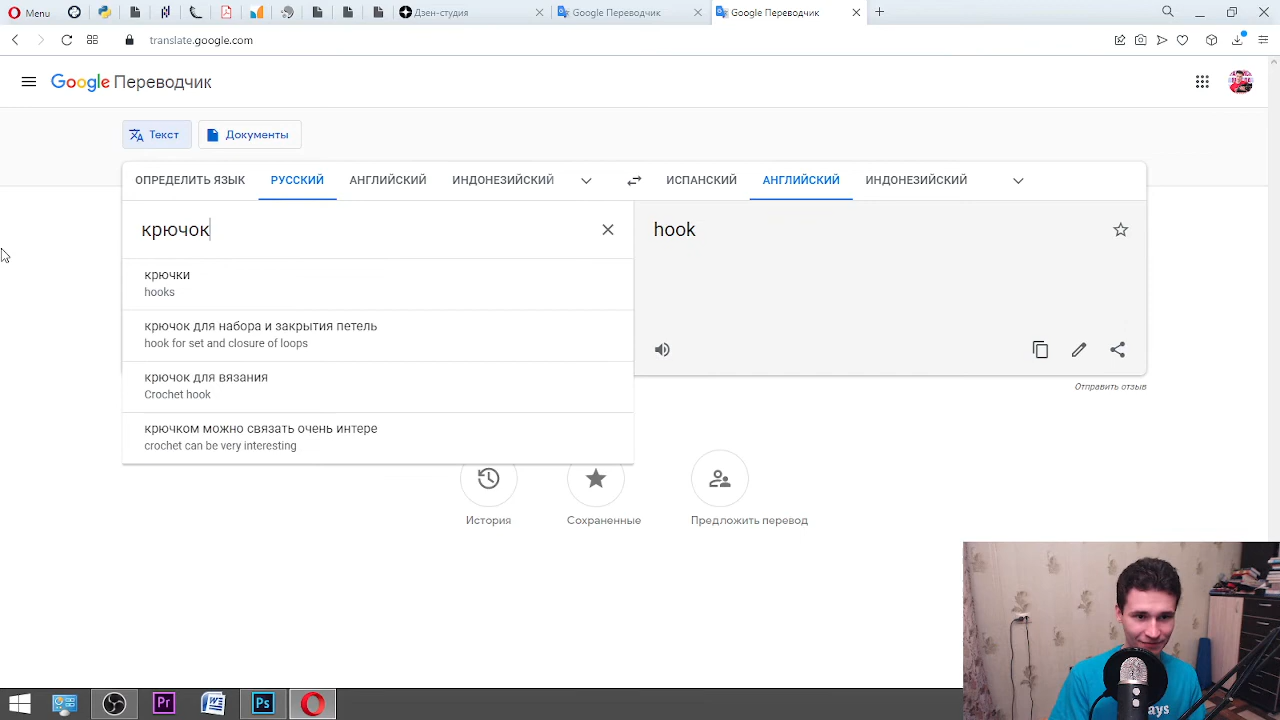 Menu
Дзен-студия
Google Переводчик
Google Переводчик
translate.google.com
Google Переводчик
Текст
Документы
ОПРЕДЕЛИТЬ ЯЗЫК
РУССКИЙ
АНГЛИЙСКИЙ
ИНДОНЕЗИЙСКИЙ
ИСПАНСКИЙ
АНГЛИЙСКИЙ
ИНДОНЕЗИЙСКИЙ
крючок
hook
крючки
hooks
крючок для набора и закрытия петель
hook for set and closure of loops
крючок для вязания
Crochet hook
крючком можно связать очень интере
crochet can be very interesting
Отправить отзыв
История
Сохраненные
Предложить перевод
Pr
Ps
ays